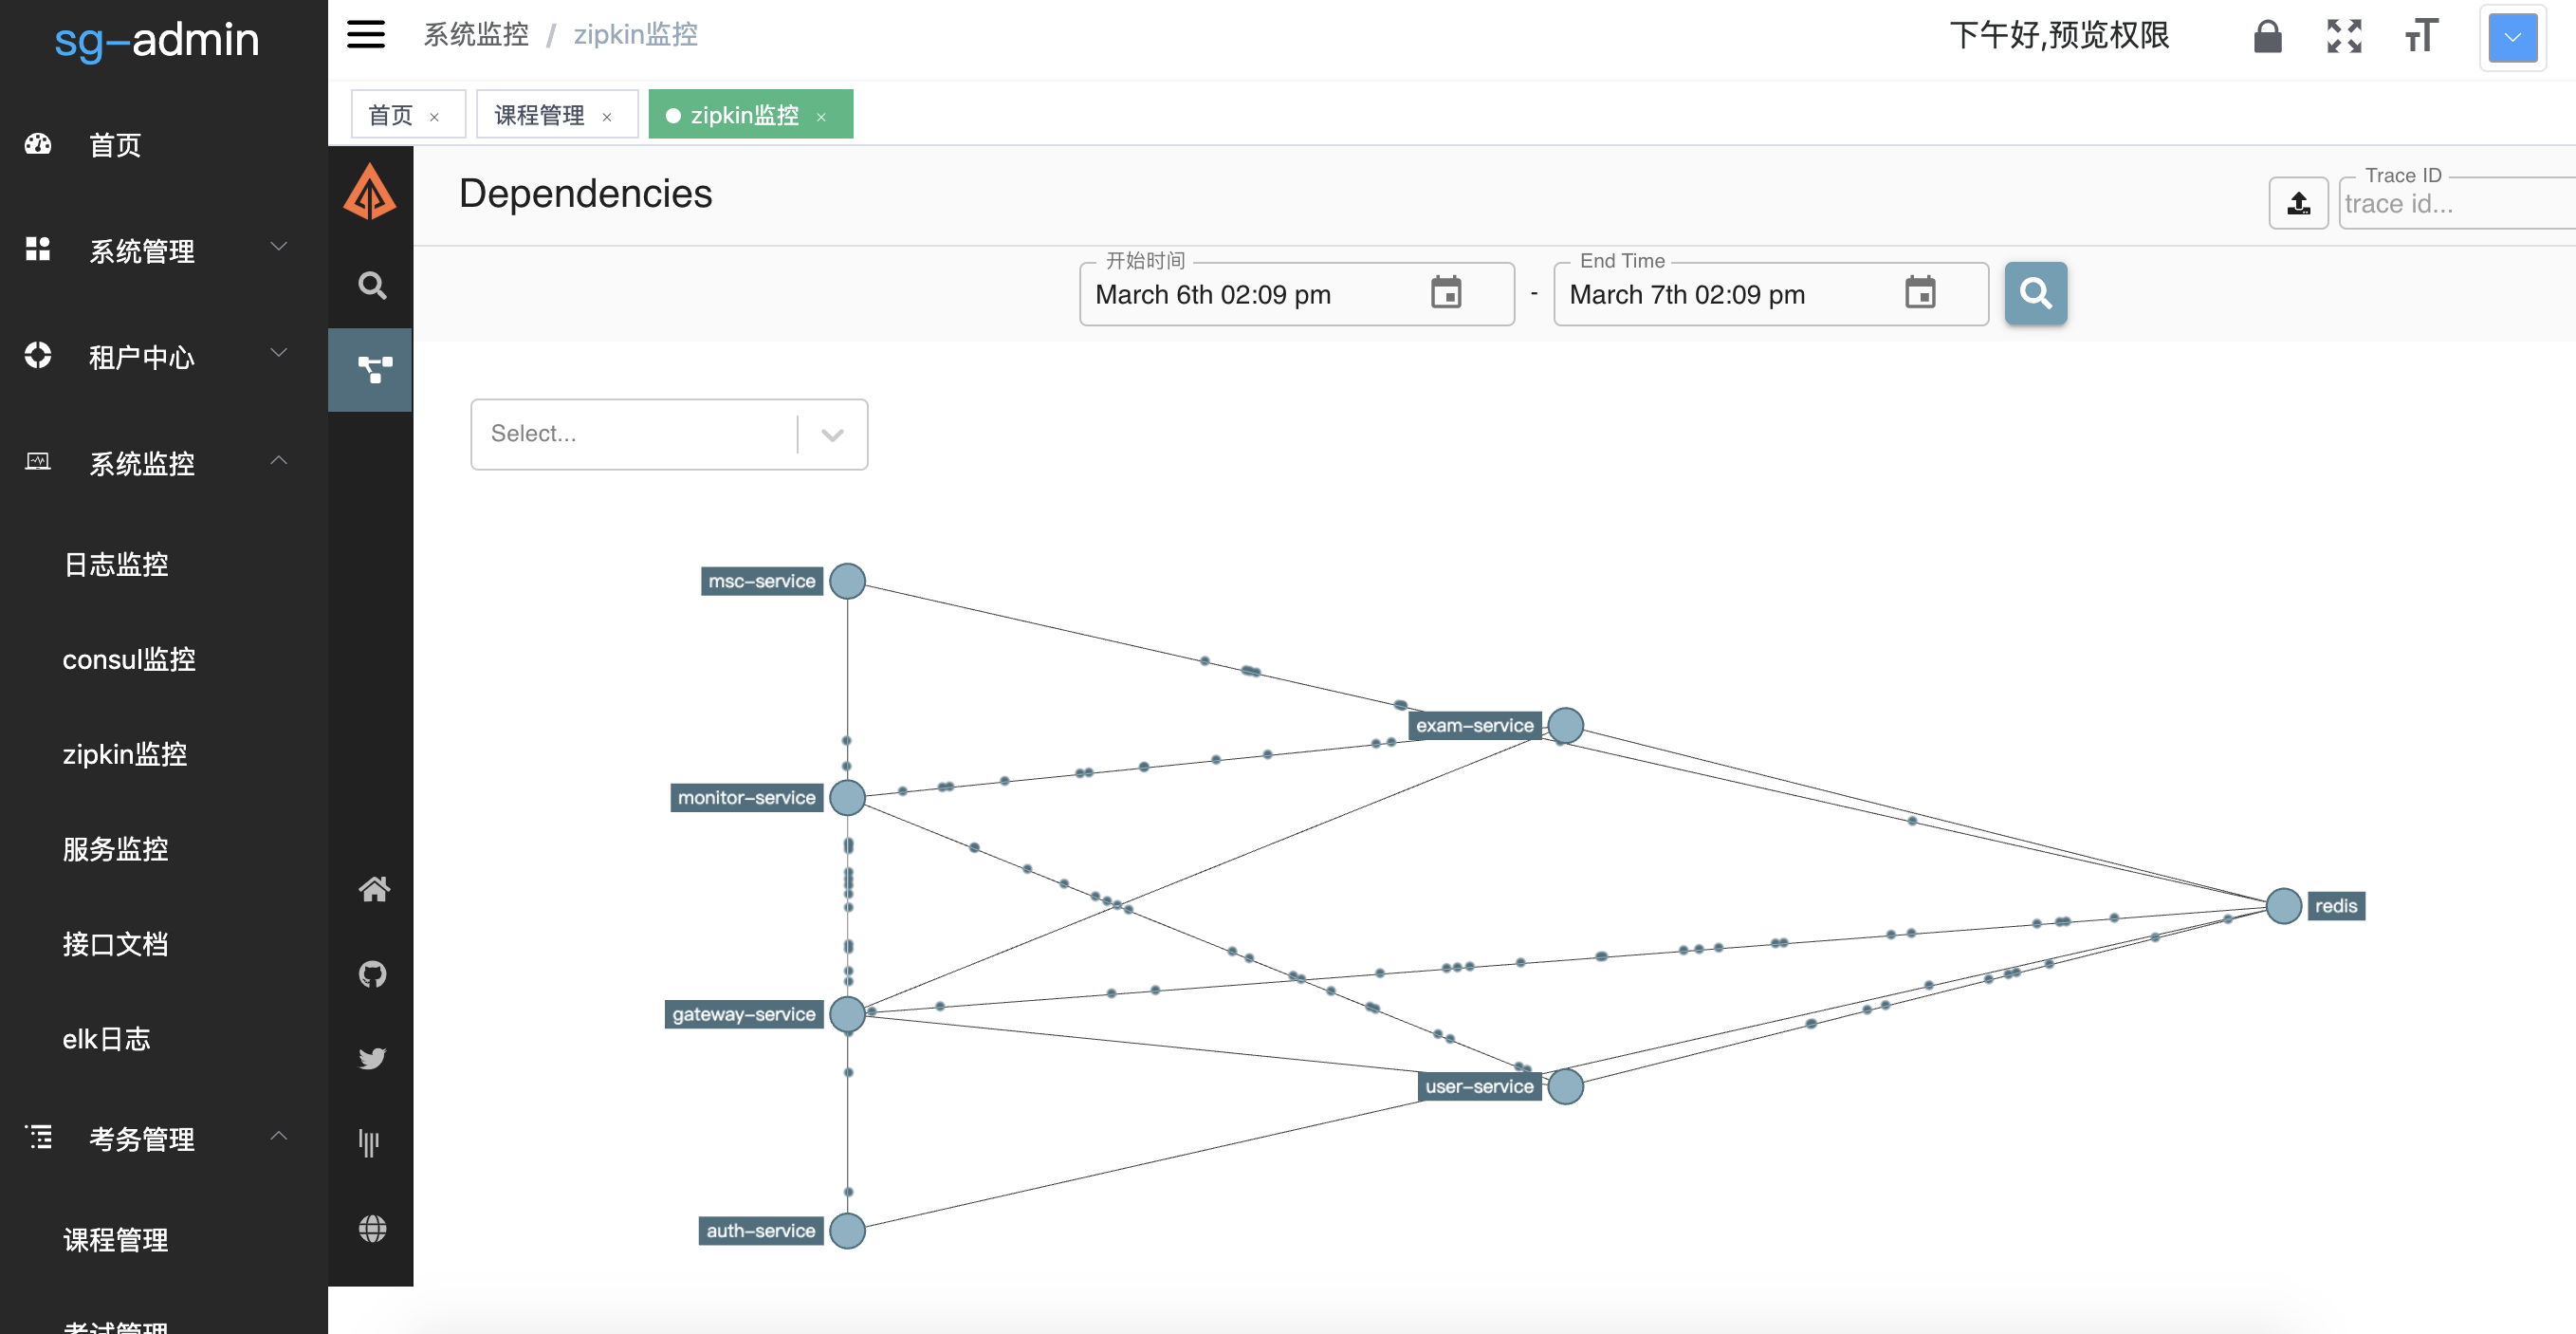 sg-admin
首页
系统管理
租户中心
系统监控
日志监控
consul监控
zipkin监控
服务监控
接口文档
elk日志
考务管理
课程管理
考试管理
系统监控 / zipkin监控
下午好,预览权限
首页 ×
课程管理 ×
zipkin监控 ×
Dependencies
Trace ID
trace id...
开始时间
March 6th 02:09 pm
-
End Time
March 7th 02:09 pm
Select...
msc-service
exam-service
monitor-service
redis
gateway-service
user-service
auth-service